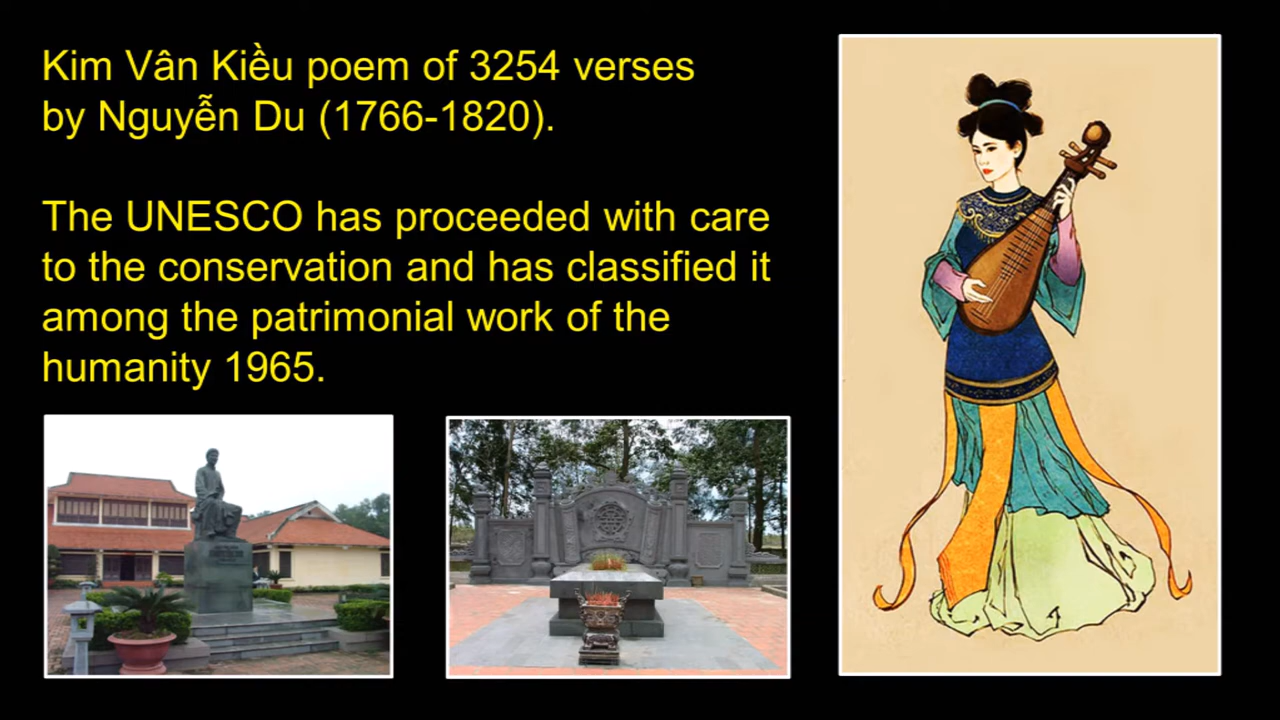 Kim Vân Kiều poem of 3254 verses
by Nguyễn Du (1766-1820).
The UNESCO has proceeded with care
to the conservation and has classified it
among the patrimonial work of the
humanity 1965.